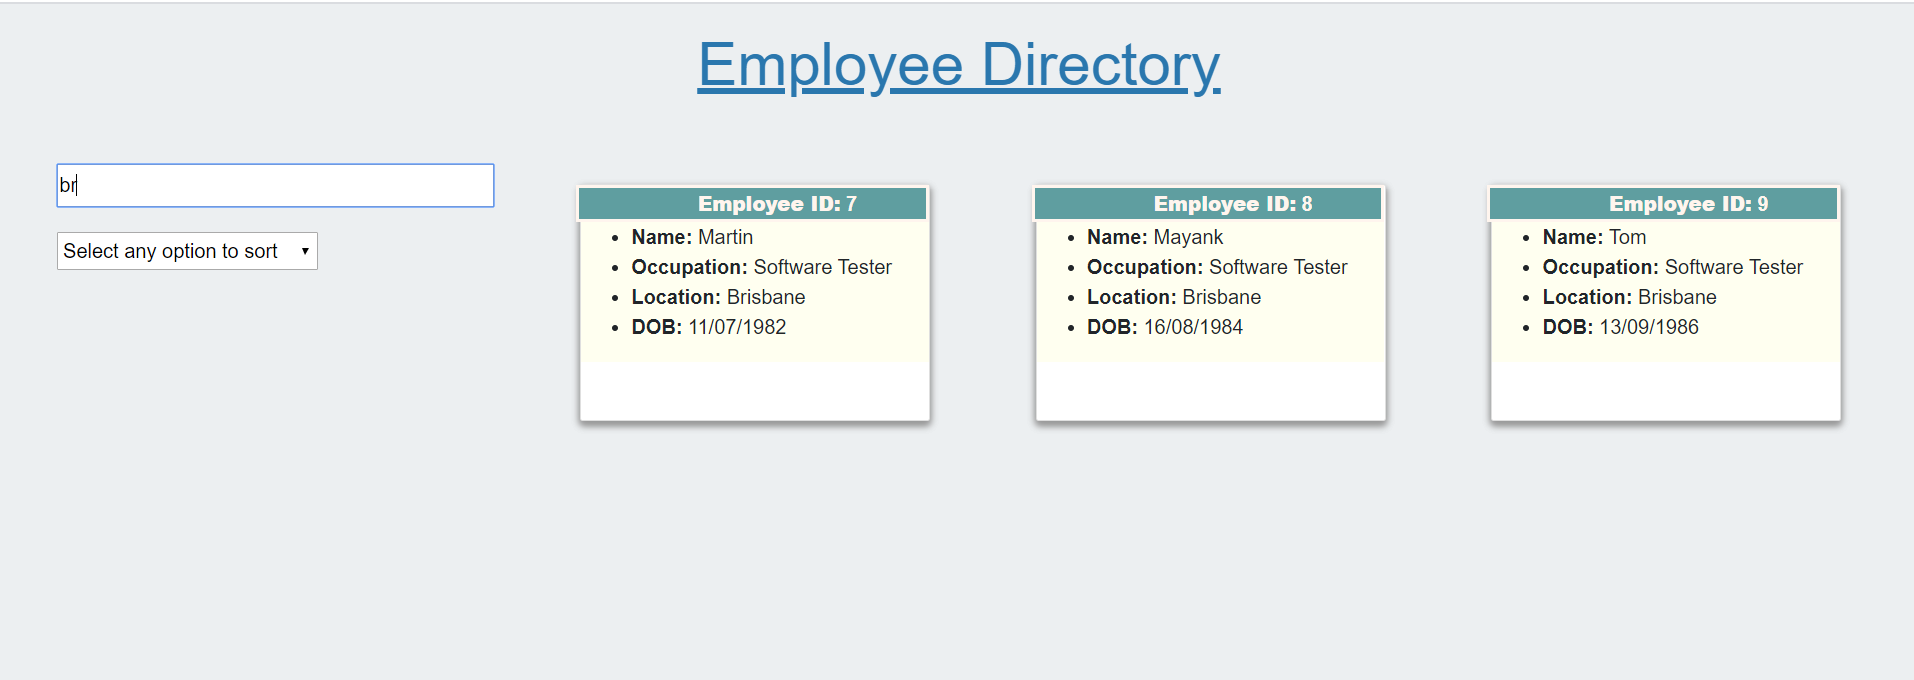 Employee Directory
br
Select any option to sort
Employee ID: 7
Name: Martin
Occupation: Software Tester
Location: Brisbane
DOB: 11/07/1982
Employee ID: 8
Name: Mayank
Occupation: Software Tester
Location: Brisbane
DOB: 16/08/1984
Employee ID: 9
Name: Tom
Occupation: Software Tester
Location: Brisbane
DOB: 13/09/1986